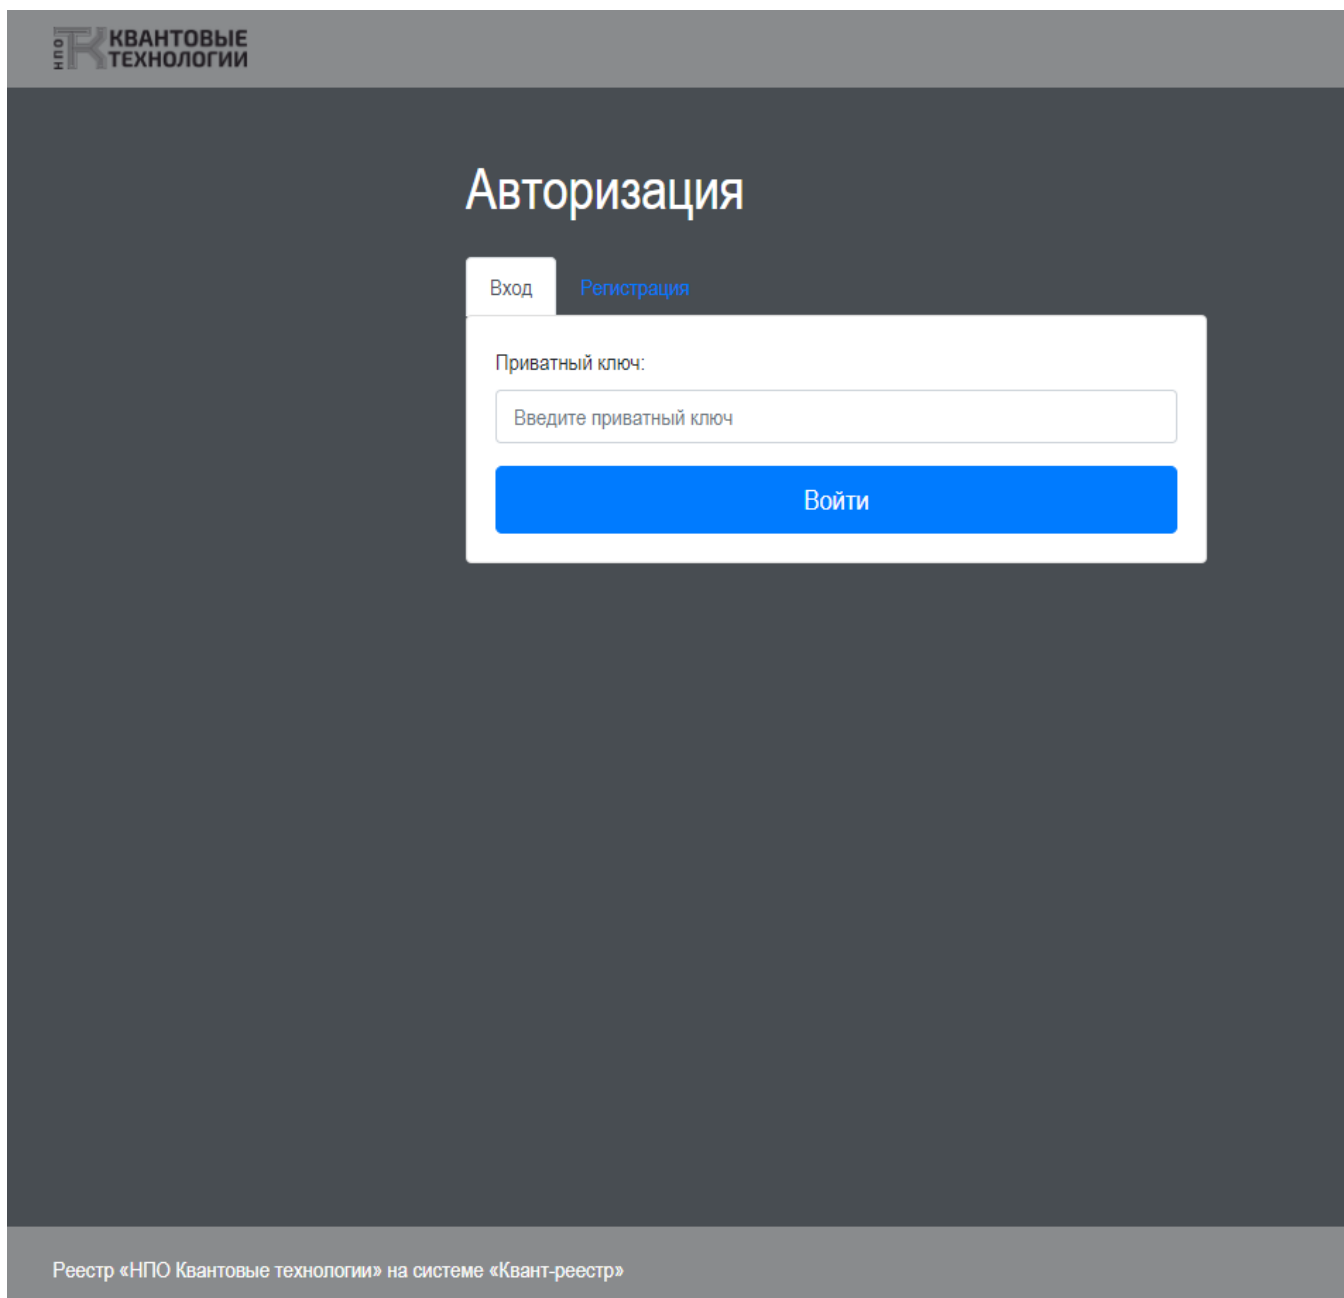 НПО
КВАНТОВЫЕ
ТЕХНОЛОГИИ
Авторизация
Вход Регистрация
Приватный ключ:
Введите приватный ключ
Войти
Реестр «НПО Квантовые технологии» на системе «Квант-реестр»